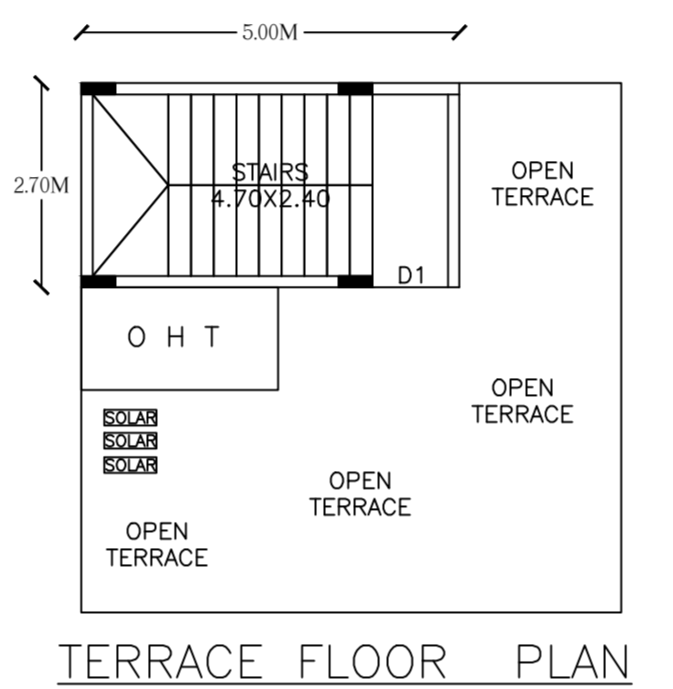 5.00M
2.70M
STAIRS
4.70X2.40
OPEN
TERRACE
D1
O H T
OPEN
TERRACE
SOLAR
SOLAR
SOLAR
OPEN
TERRACE
OPEN
TERRACE
TERRACE FLOOR PLAN